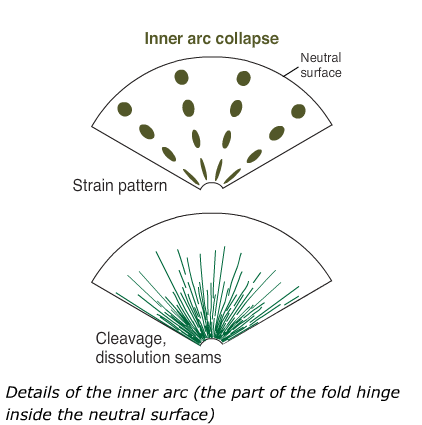 Inner arc collapse
Neutral
surface
Strain pattern
Cleavage,
dissolution seams
Details of the inner arc (the part of the fold hinge
inside the neutral surface)